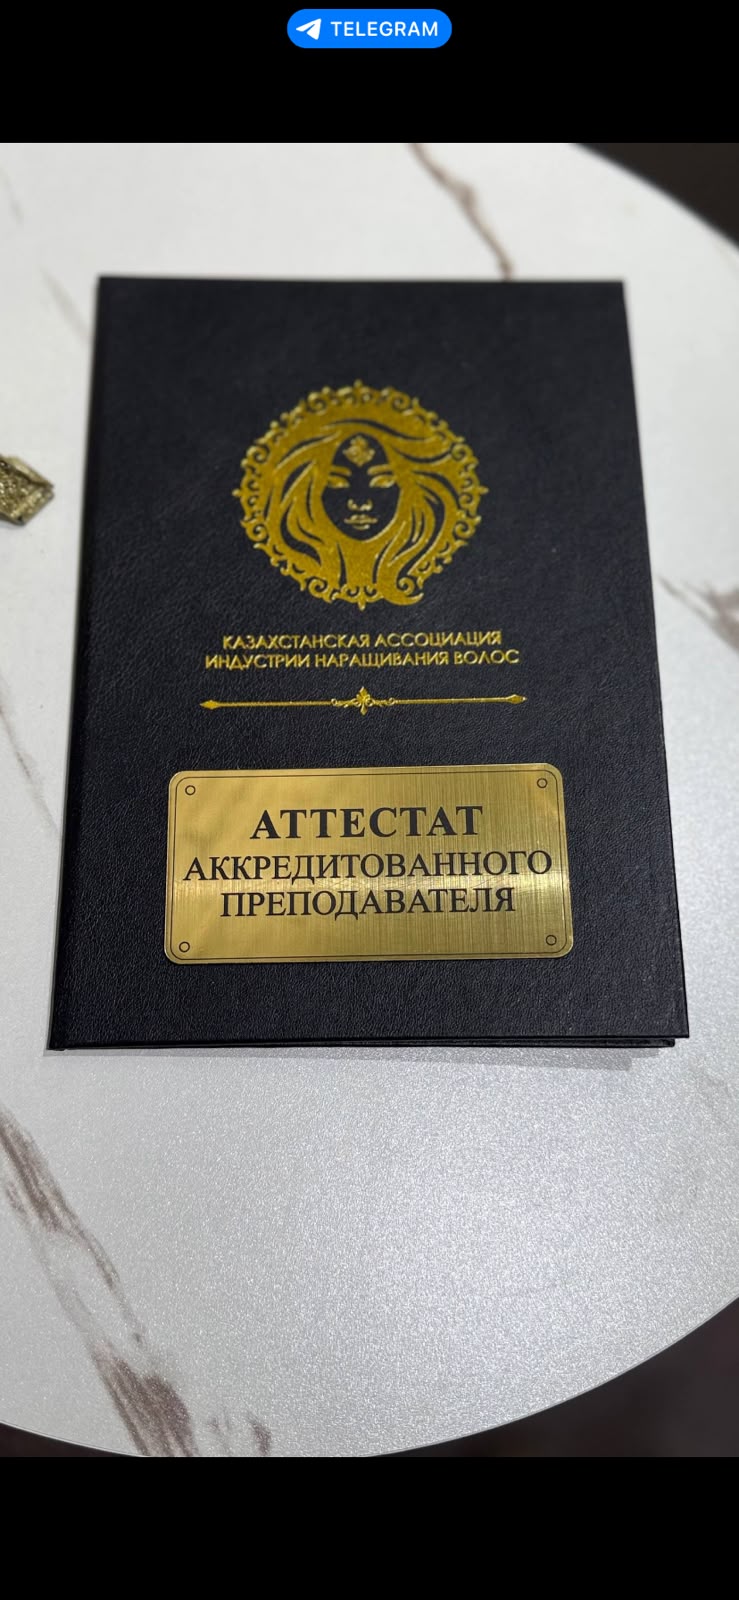 TELEGRAM
КАЗАХСТАНСКАЯ АССОЦИАЦИЯ
ИНДУСТРИИ НАРАЩИВАНИЯ ВОЛОС
АТТЕСТАТ
АККРЕДИТОВАННОГО
ПРЕПОДАВАТЕЛЯ